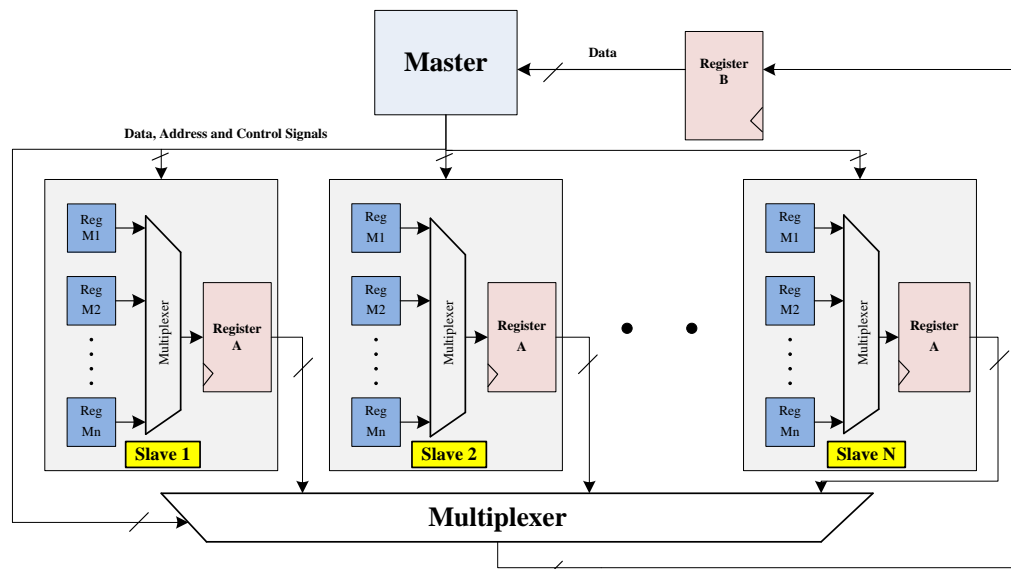 Master
Data
Register
B
Data, Address and Control Signals
Reg
M1
Reg
M2
Reg
Mn
Multiplexer
Register
A
Slave 1
Reg
M1
Reg
M2
Reg
Mn
Multiplexer
Register
A
Slave 2
Reg
M1
Reg
M2
Reg
Mn
Multiplexer
Register
A
Slave N
Multiplexer